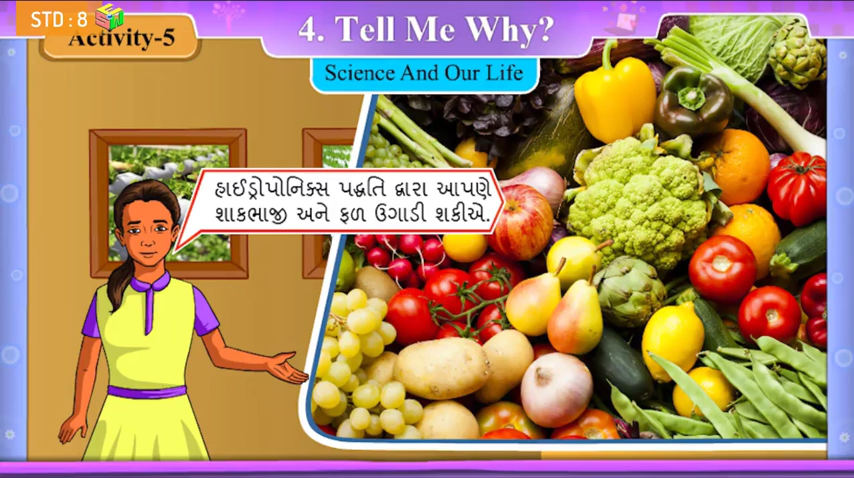 STD : 8
Activity-5
4. Tell Me Why?
Science And Our Life
હાઈડ્રોપોનિક્સ પદ્ધતિ દ્વારા આપણે
શાકભાજી અને ફળ ઉગાડી શકીએ.